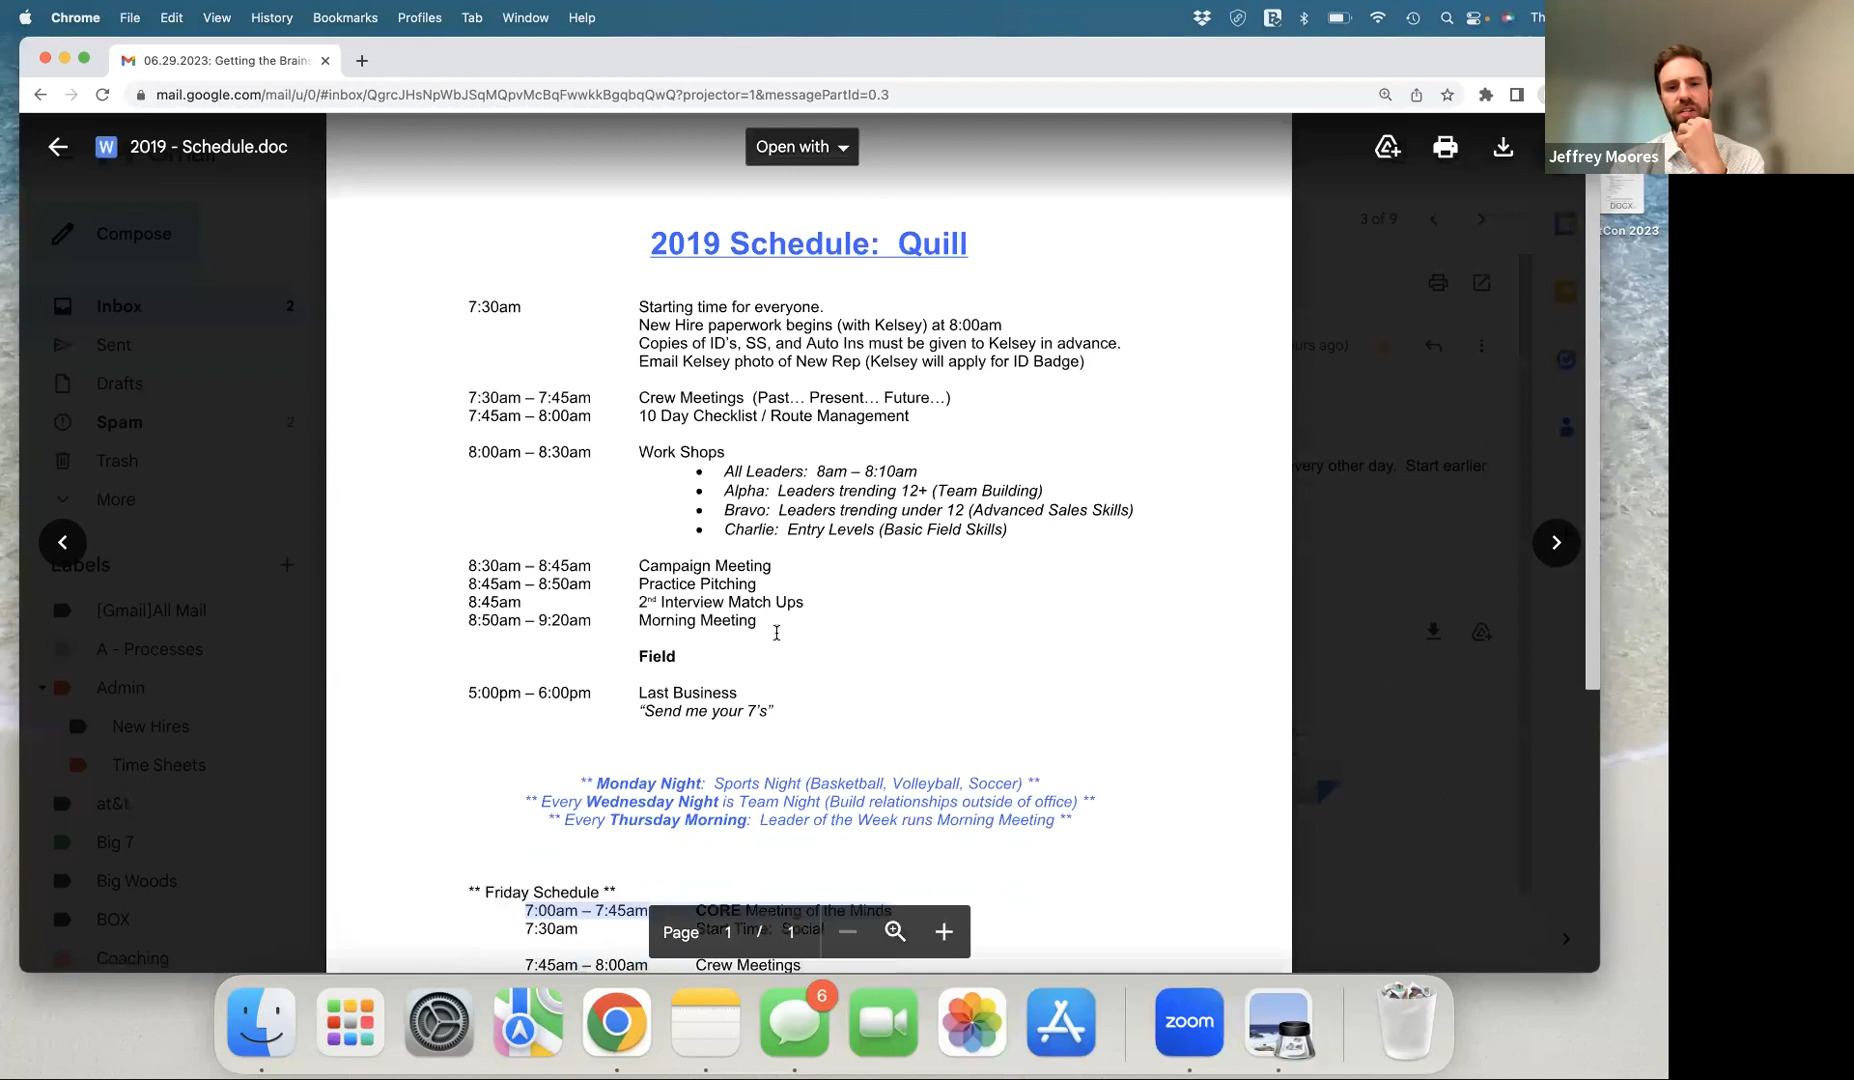 Chrome File Edit View History Bookmarks Profiles Tab Window Help Th
06.29.2023: Getting the Brains
mail.google.com/mail/u/0/#inbox/QgrcJHsNpWbJSqMQpvMcBqFwwkkBgqbqQwQ?projector=1&messagePartId=0.3
W 2019 - Schedule.doc
Open with
Jeffrey Moores
DOCX
Con 2023
3 of 9
Compose
Inbox 2
Sent
Drafts
Spam 2
Trash
More
Labels
[Gmail]All Mail
A - Processes
Admin
New Hires
Time Sheets
at&t
Big 7
Big Woods
BOX
Coaching
ours ago)
very other day. Start earlier
2019 Schedule: Quill
7:30am Starting time for everyone.
New Hire paperwork begins (with Kelsey) at 8:00am
Copies of ID's, SS, and Auto Ins must be given to Kelsey in advance.
Email Kelsey photo of New Rep (Kelsey will apply for ID Badge)
7:30am – 7:45am Crew Meetings (Past… Present… Future…)
7:45am – 8:00am 10 Day Checklist / Route Management
8:00am – 8:30am Work Shops
• All Leaders: 8am – 8:10am
• Alpha: Leaders trending 12+ (Team Building)
• Bravo: Leaders trending under 12 (Advanced Sales Skills)
• Charlie: Entry Levels (Basic Field Skills)
8:30am – 8:45am Campaign Meeting
8:45am – 8:50am Practice Pitching
8:45am 2nd Interview Match Ups
8:50am – 9:20am Morning Meeting
Field
5:00pm – 6:00pm Last Business
“Send me your 7’s”
** Monday Night: Sports Night (Basketball, Volleyball, Soccer) **
** Every Wednesday Night is Team Night (Build relationships outside of office) **
** Every Thursday Morning: Leader of the Week runs Morning Meeting **
** Friday Schedule **
7:00am – 7:45am CORE Meeting of the Minds
7:30am Start Time: Social
7:45am – 8:00am Crew Meetings
Page 1 / 1
6
zoom